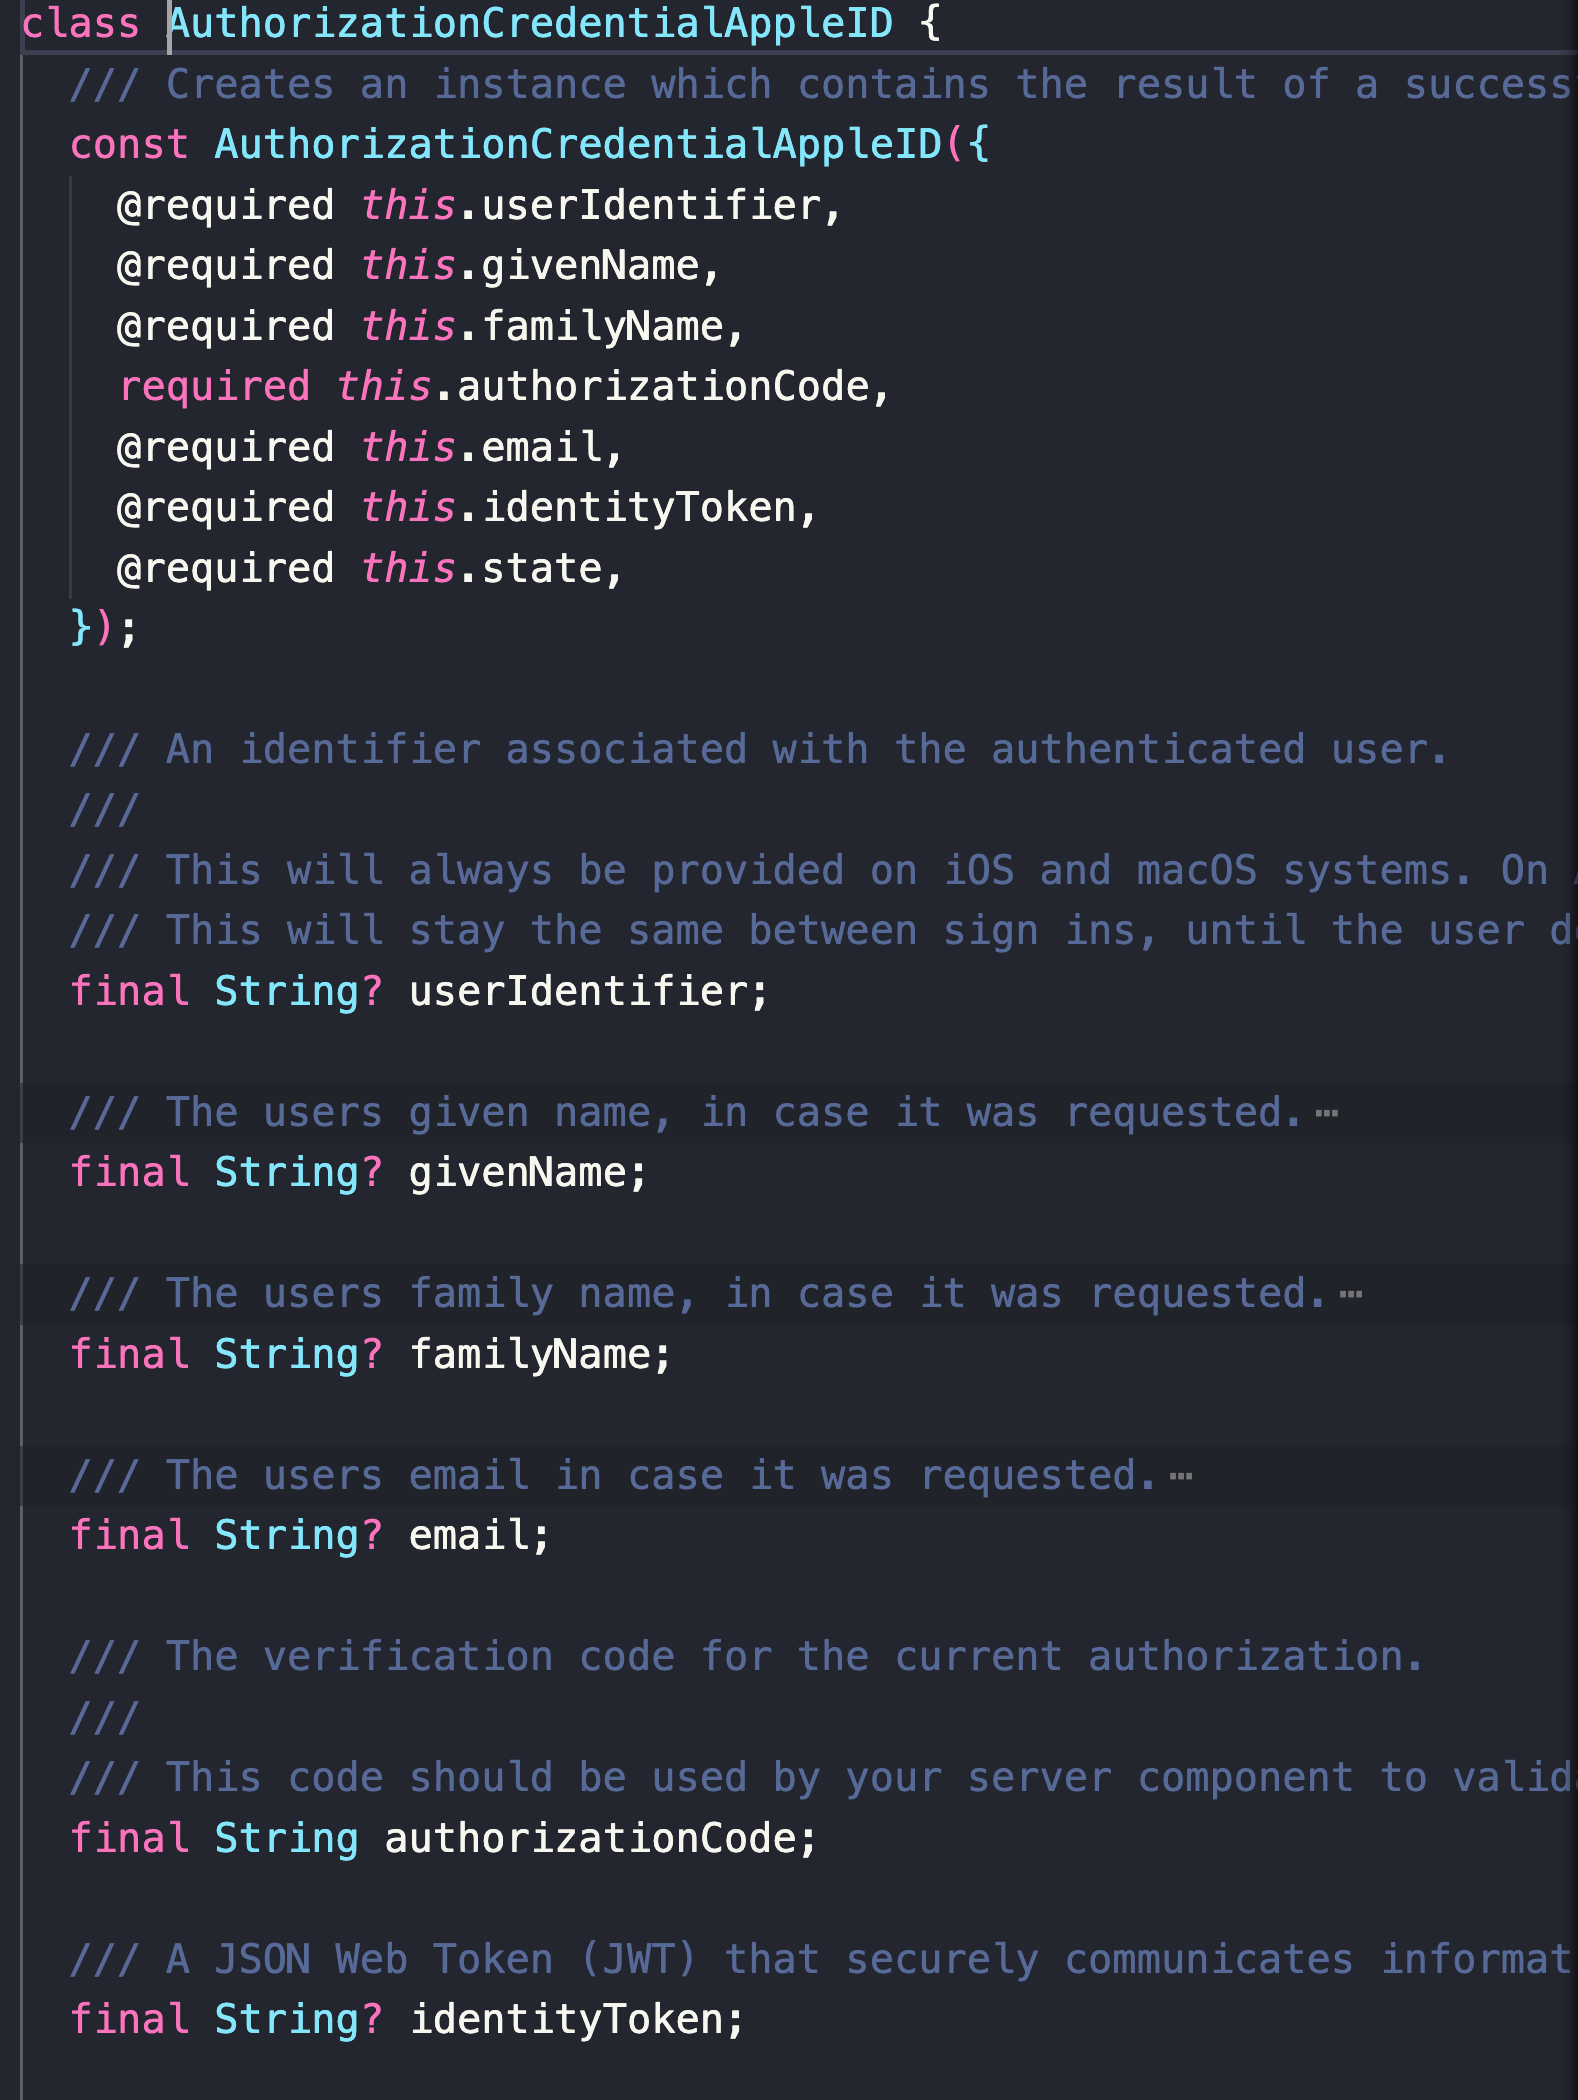 class AuthorizationCredentialAppleID {
/// Creates an instance which contains the result of a success
const AuthorizationCredentialAppleID({
@required this.userIdentifier,
@required this.givenName,
@required this.familyName,
required this.authorizationCode,
@required this.email,
@required this.identityToken,
@required this.state,
});
/// An identifier associated with the authenticated user.
///
/// This will always be provided on iOS and macOS systems. On
/// This will stay the same between sign ins, until the user
final String? userIdentifier;
/// The users given name, in case it was requested.…
final String? givenName;
/// The users family name, in case it was requested.…
final String? familyName;
/// The users email in case it was requested.…
final String? email;
/// The verification code for the current authorization.
///
/// This code should be used by your server component to valid
final String authorizationCode;
/// A JSON Web Token (JWT) that securely communicates informat
final String? identityToken;